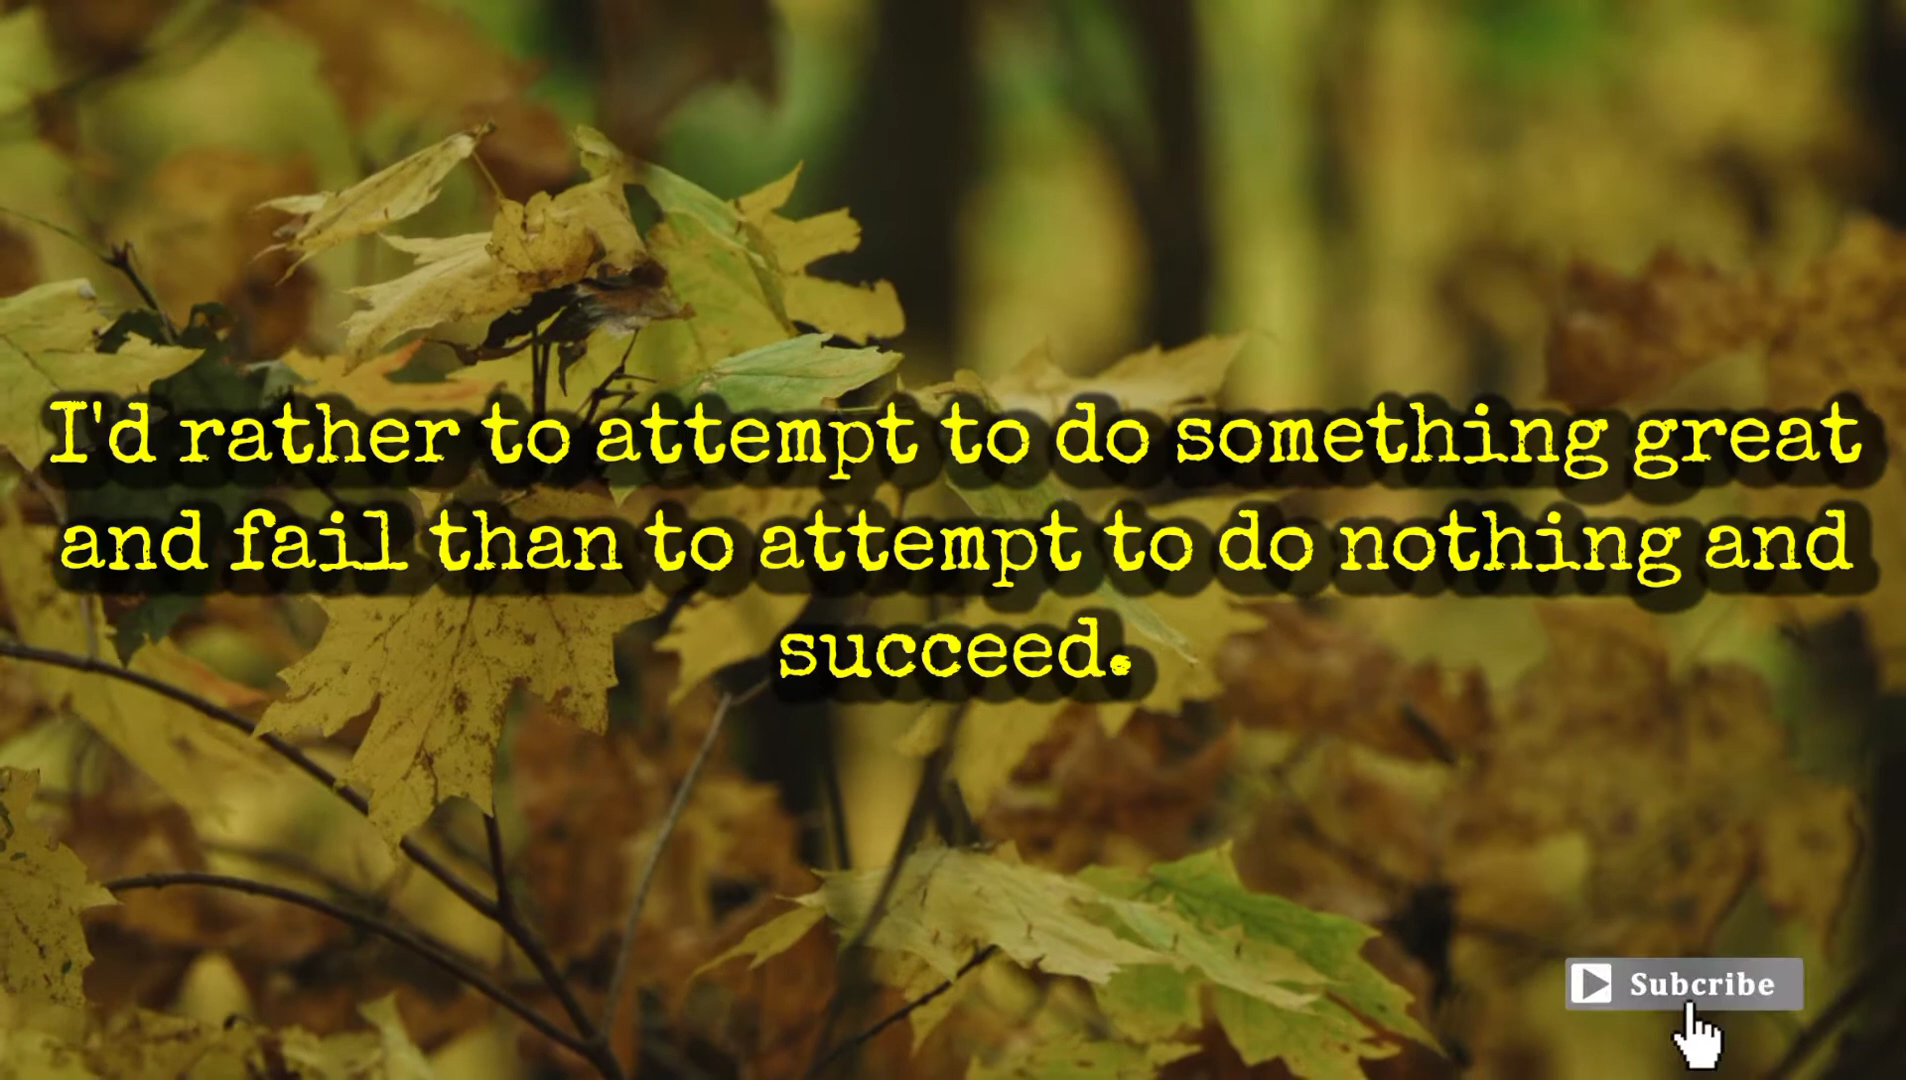 I'd rather to attempt to do something great
and fail than to attempt to do nothing and
succeed.
Subcribe